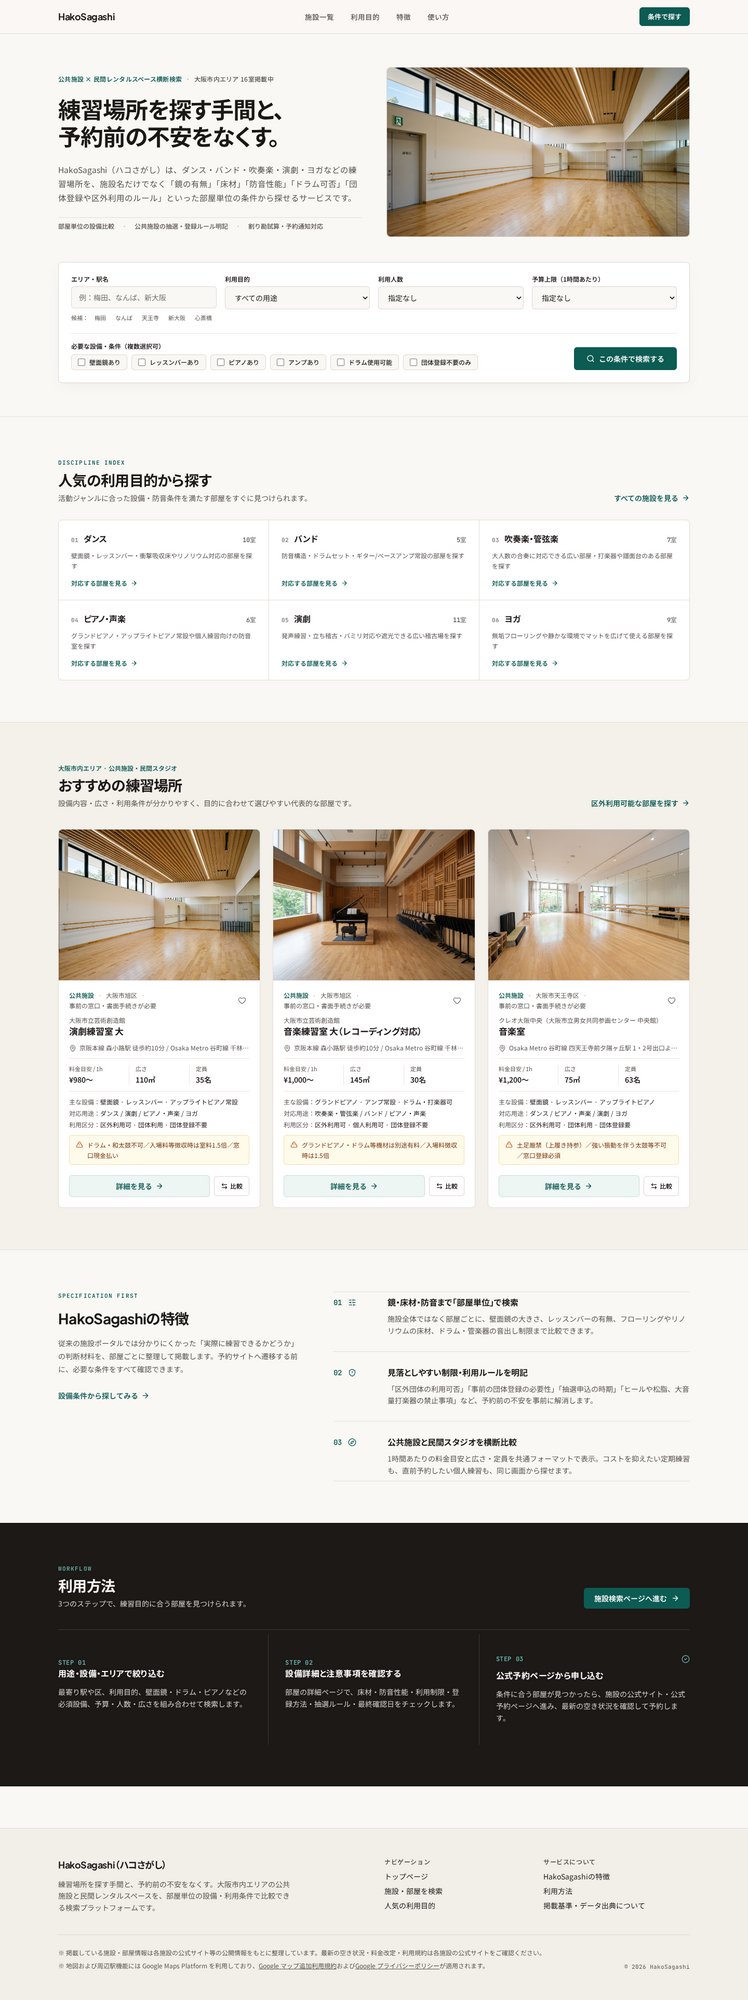 HakoSagashi
施設一覧 利用目的 特徴 使い方
条件で探す
公共施設 × 民間レンタルスペース横断検索 · 大阪市内エリア 16室掲載中
練習場所を探す手間と、
予約前の不安をなくす。
HakoSagashi（ハコさがし）は、ダンス・バンド・吹奏楽・演劇・ヨガなどの練
習場所を、施設名だけでなく「鏡の有無」「床材」「防音性能」「ドラム可否」「団
体登録や区外利用のルール」といった部屋単位の条件から探せるサービスです。
部屋単位の設備比較 · 公共施設の抽選・登録ルール明記 · 割り勘試算・予約通知対応
エリア・駅名
例：梅田、なんば、新大阪
候補： 梅田 なんば 天王寺 新大阪 心斎橋
利用目的
すべての用途
利用人数
指定なし
予算上限（1時間あたり）
指定なし
必要な設備・条件（複数選択可）
壁面鏡あり レッスンバーあり ピアノあり アンプあり ドラム使用可能 団体登録不要のみ
この条件で検索する
DISCIPLINE INDEX
人気の利用目的から探す
活動ジャンルに合った設備・防音条件を満たす部屋をすぐに見つけられます。
すべての施設を見る →
01 ダンス 10室
壁面鏡・レッスンバー・衝撃吸収床やリノリウム対応の部屋を探
す
対応する部屋を見る →
02 バンド 5室
防音構造・ドラムセット・ギター/ベースアンプ常設の部屋を探す
対応する部屋を見る →
03 吹奏楽・管弦楽 7室
大人数の合奏に対応できる広い部屋・打楽器や譜面台のある部屋
を探す
対応する部屋を見る →
04 ピアノ・声楽 6室
グランドピアノ・アップライトピアノ常設や個人練習向けの防音
室を探す
対応する部屋を見る →
05 演劇 11室
発声練習・立ち稽古・バミリ対応や遮光できる広い稽古場を探す
対応する部屋を見る →
06 ヨガ 9室
無垢フローリングや静かな環境でマットを広げて使える部屋を探
す
対応する部屋を見る →
大阪市内エリア · 公共施設・民間スタジオ
おすすめの練習場所
設備内容・広さ・利用条件が分かりやすく、目的に合わせて選びやすい代表的な部屋です。
区外利用可能な部屋を探す →
公共施設 · 大阪市旭区 ·
事前の窓口・書面手続きが必要
大阪市立芸術創造館
演劇練習室 大
京阪本線 森小路駅 徒歩約10分 / Osaka Metro 谷町線 千林…
料金目安 / 1h 広さ 定員
¥980〜 110㎡ 35名
主な設備：壁面鏡 · レッスンバー · アップライトピアノ常設
対応用途：ダンス / 演劇 / ピアノ・声楽 / ヨガ
利用区分：区外利用可 · 団体利用 · 団体登録不要
ドラム・和太鼓不可／入場料等徴収時は室料1.5倍／窓
口現金払い
詳細を見る → 比較
公共施設 · 大阪市旭区 ·
事前の窓口・書面手続きが必要
大阪市立芸術創造館
音楽練習室 大（レコーディング対応）
京阪本線 森小路駅 徒歩約10分 / Osaka Metro 谷町線 千林…
料金目安 / 1h 広さ 定員
¥1,000〜 145㎡ 30名
主な設備：グランドピアノ · アンプ常設 · ドラム・打楽器可
対応用途：吹奏楽・管弦楽 / バンド / ピアノ・声楽
利用区分：区外利用可 · 個人利用可 · 団体登録不要
グランドピアノ・ドラム等機材は別途有料／入場料徴収
時は1.5倍
詳細を見る → 比較
公共施設 · 大阪市天王寺区 ·
事前の窓口・書面手続きが必要
クレオ大阪中央（大阪市立男女共同参画センター 中央館）
音楽室
Osaka Metro 谷町線 四天王寺前夕陽ヶ丘駅 1・2号出口よ…
料金目安 / 1h 広さ 定員
¥1,200〜 75㎡ 63名
主な設備：壁面鏡 · レッスンバー · アップライトピアノ
対応用途：ダンス / ピアノ・声楽 / 演劇 / ヨガ
利用区分：区外利用可 · 団体利用 · 団体登録要
土足厳禁（上履き持参）／強い振動を伴う太鼓等不可
／窓口登録必須
詳細を見る → 比較
SPECIFICATION FIRST
HakoSagashiの特徴
従来の施設ポータルでは分かりにくかった「実際に練習できるかどうか」
の判断材料を、部屋ごとに整理して掲載します。予約サイトへ遷移する前
に、必要な条件をすべて確認できます。
設備条件から探してみる →
01 鏡・床材・防音まで「部屋単位」で検索
施設全体ではなく部屋ごとに、壁面鏡の大きさ、レッスンバーの有無、フローリングやリノ
リウムの床材、ドラム・管楽器の音出し制限まで比較できます。
02 見落としやすい制限・利用ルールを明記
「区外団体の利用可否」「事前の団体登録の必要性」「抽選申込の時期」「ヒールや松脂、大音
量打楽器の禁止事項」など、予約前の不安を事前に解消します。
03 公共施設と民間スタジオを横断比較
1時間あたりの料金目安と広さ・定員を共通フォーマットで表示。コストを抑えたい定期練習
も、直前予約したい個人練習も、同じ画面から探せます。
WORKFLOW
利用方法
3つのステップで、練習目的に合う部屋を見つけられます。
施設検索ページへ進む →
STEP 01
用途・設備・エリアで絞り込む
最寄り駅や区、利用目的、壁面鏡・ドラム・ピアノなどの
必須設備、予算・人数・広さを組み合わせて検索します。
STEP 02
設備詳細と注意事項を確認する
部屋の詳細ページで、床材・防音性能・利用制限・登
録方法・抽選ルール・最終確認日をチェックします。
STEP 03
公式予約ページから申し込む
条件に合う部屋が見つかったら、施設の公式サイト・公式
予約ページへ進み、最新の空き状況を確認して予約しま
す。
HakoSagashi（ハコさがし）
練習場所を探す手間と、予約前の不安をなくす。大阪市内エリアの公共
施設と民間レンタルスペースを、部屋単位の設備・利用条件で比較でき
る検索プラットフォームです。
ナビゲーション
トップページ
施設・部屋を検索
人気の利用目的
サービスについて
HakoSagashiの特徴
利用方法
掲載基準・データ出典について
※ 掲載している施設・部屋情報は各施設の公式サイト等の公開情報をもとに整理しています。最新の空き状況・料金改定・利用規約は各施設の公式サイトをご確認ください。
※ 地図および周辺駅機能には Google Maps Platform を利用しており、Google マップ追加利用規約およびGoogle プライバシーポリシーが適用されます。
© 2026 HakoSagashi